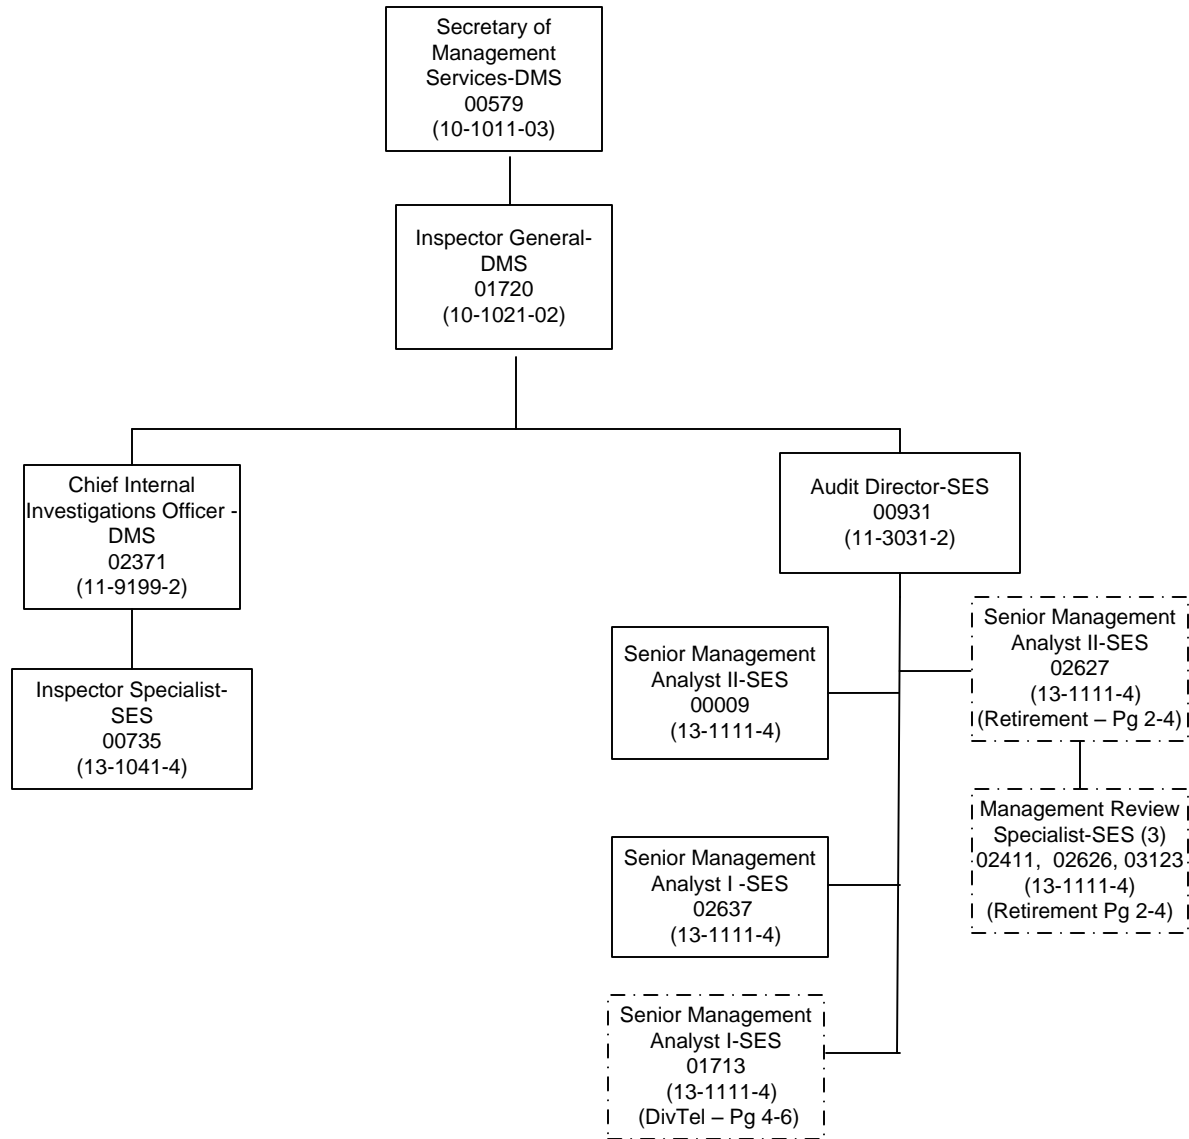 Secretary of
Management
Services-DMS
00579
(10-1011-03)
Inspector General-
DMS
01720
(10-1021-02)
Chief Internal
Investigations Officer -
DMS
02371
(11-9199-2)
Inspector Specialist-
SES
00735
(13-1041-4)
Audit Director-SES
00931
(11-3031-2)
Senior Management
Analyst II-SES
00009
(13-1111-4)
Senior Management
Analyst I -SES
02637
(13-1111-4)
Senior Management
Analyst I-SES
01713
(13-1111-4)
(DivTel – Pg 4-6)
Senior Management
Analyst II-SES
02627
(13-1111-4)
(Retirement – Pg 2-4)
Management Review
Specialist-SES (3)
02411, 02626, 03123
(13-1111-4)
(Retirement Pg 2-4)